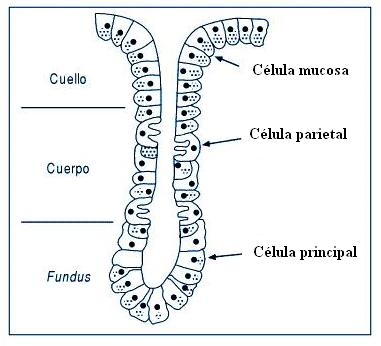 Cuello
Célula mucosa
Célula parietal
Cuerpo
Célula principal
Fundus